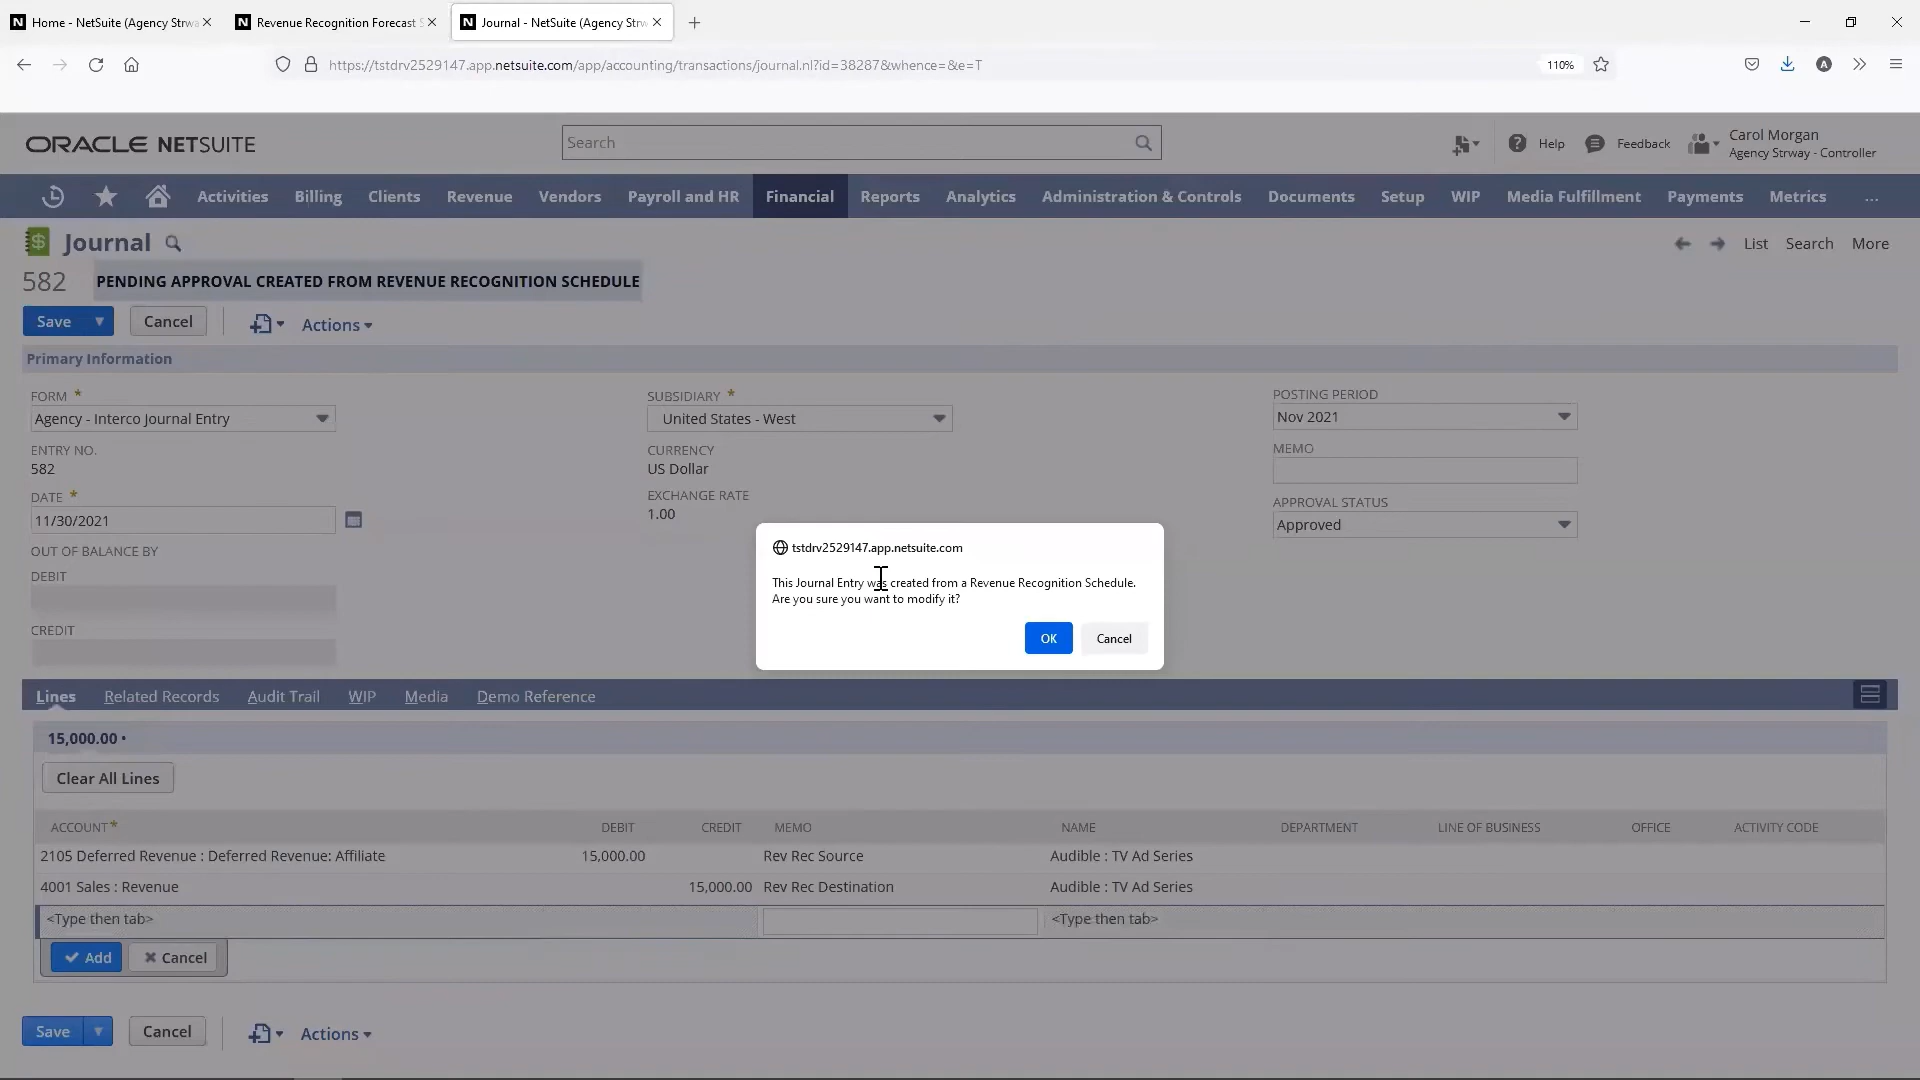 Home - NetSuite (Agency Strwa
Revenue Recognition Forecast S
Journal - NetSuite (Agency Strw
https://tstdrv2529147.app.netsuite.com/app/accounting/transactions/journal.nl?id=38287&whence=&e=T
110%
ORACLE NETSUITE
Search
Help
Feedback
Carol Morgan
Agency Strway - Controller
Activities Billing Clients Revenue Vendors Payroll and HR Financial Reports Analytics Administration & Controls Documents Setup WIP Media Fulfillment Payments Metrics ...
Journal
List Search More
582 PENDING APPROVAL CREATED FROM REVENUE RECOGNITION SCHEDULE
Save Cancel Actions
Primary Information
FORM *
Agency - Interco Journal Entry
ENTRY NO.
582
DATE *
11/30/2021
OUT OF BALANCE BY
DEBIT
CREDIT
SUBSIDIARY *
United States - West
CURRENCY
US Dollar
EXCHANGE RATE
1.00
POSTING PERIOD
Nov 2021
MEMO
APPROVAL STATUS
Approved
tstdrv2529147.app.netsuite.com
This Journal Entry was created from a Revenue Recognition Schedule.
Are you sure you want to modify it?
OK Cancel
Lines Related Records Audit Trail WIP Media Demo Reference
15,000.00 •
Clear All Lines
ACCOUNT * DEBIT CREDIT MEMO NAME DEPARTMENT LINE OF BUSINESS OFFICE ACTIVITY CODE
2105 Deferred Revenue : Deferred Revenue: Affiliate 15,000.00 Rev Rec Source Audible : TV Ad Series
4001 Sales : Revenue 15,000.00 Rev Rec Destination Audible : TV Ad Series
<Type then tab> <Type then tab>
Add Cancel
Save Cancel Actions